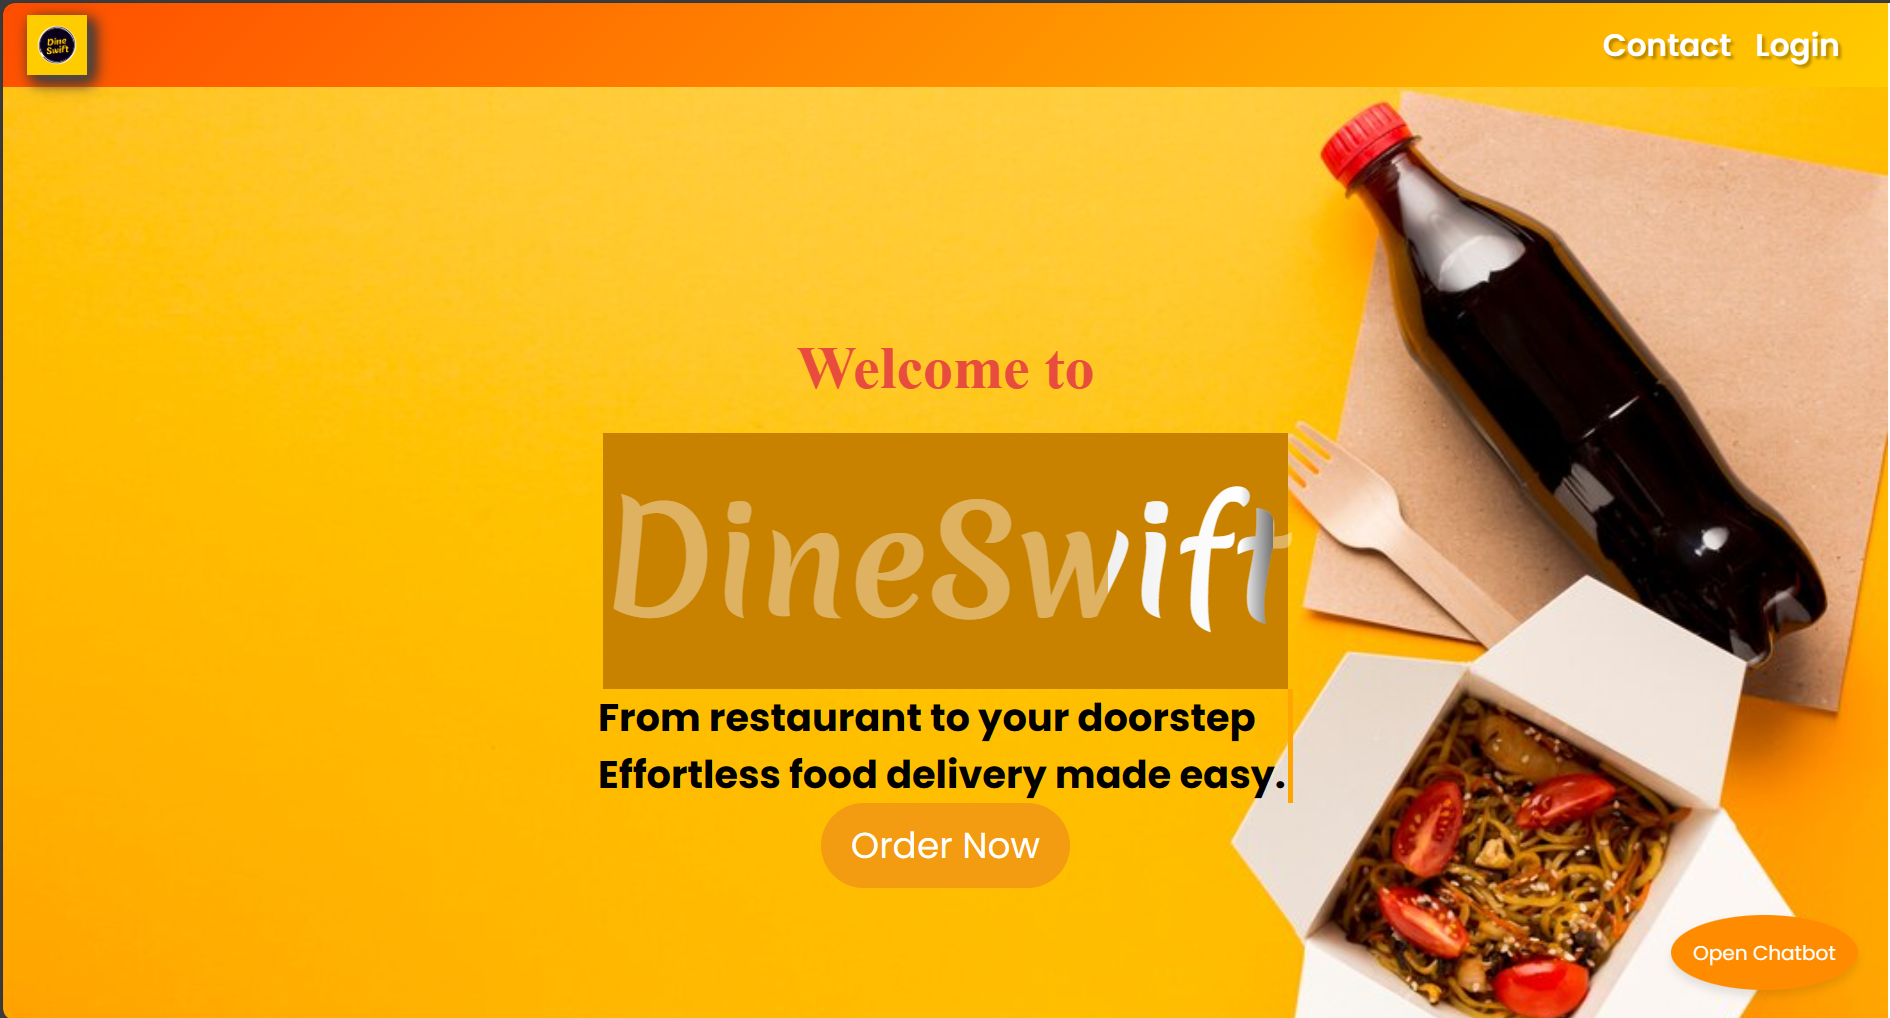 Dine
Swift
Contact Login
Welcome to
DineSwift
From restaurant to your doorstep
Effortless food delivery made easy.
Order Now
Open Chatbot